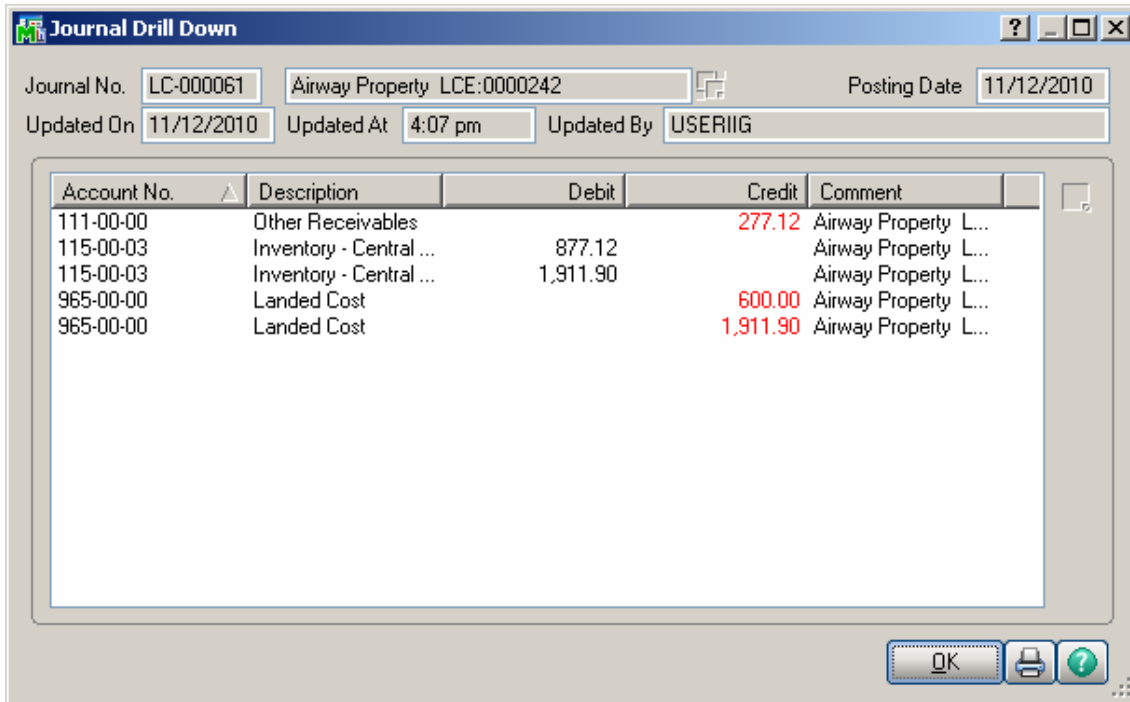 Journal Drill Down
Journal No. LC-000061 Airway Property LCE:0000242 Posting Date 11/12/2010
Updated On 11/12/2010 Updated At 4:07 pm Updated By USERIIG
Account No. Description Debit Credit Comment
111-00-00 Other Receivables 277.12 Airway Property L...
115-00-03 Inventory - Central ... 877.12 Airway Property L...
115-00-03 Inventory - Central ... 1,911.90 Airway Property L...
965-00-00 Landed Cost 600.00 Airway Property L...
965-00-00 Landed Cost 1,911.90 Airway Property L...
OK